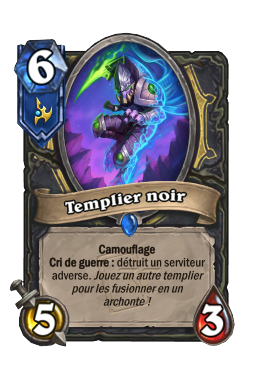 6
Templier noir
Camouflage
Cri de guerre : détruit un serviteur
adverse. Jouez un autre templier
pour les fusionner en un
archonte !
5
3